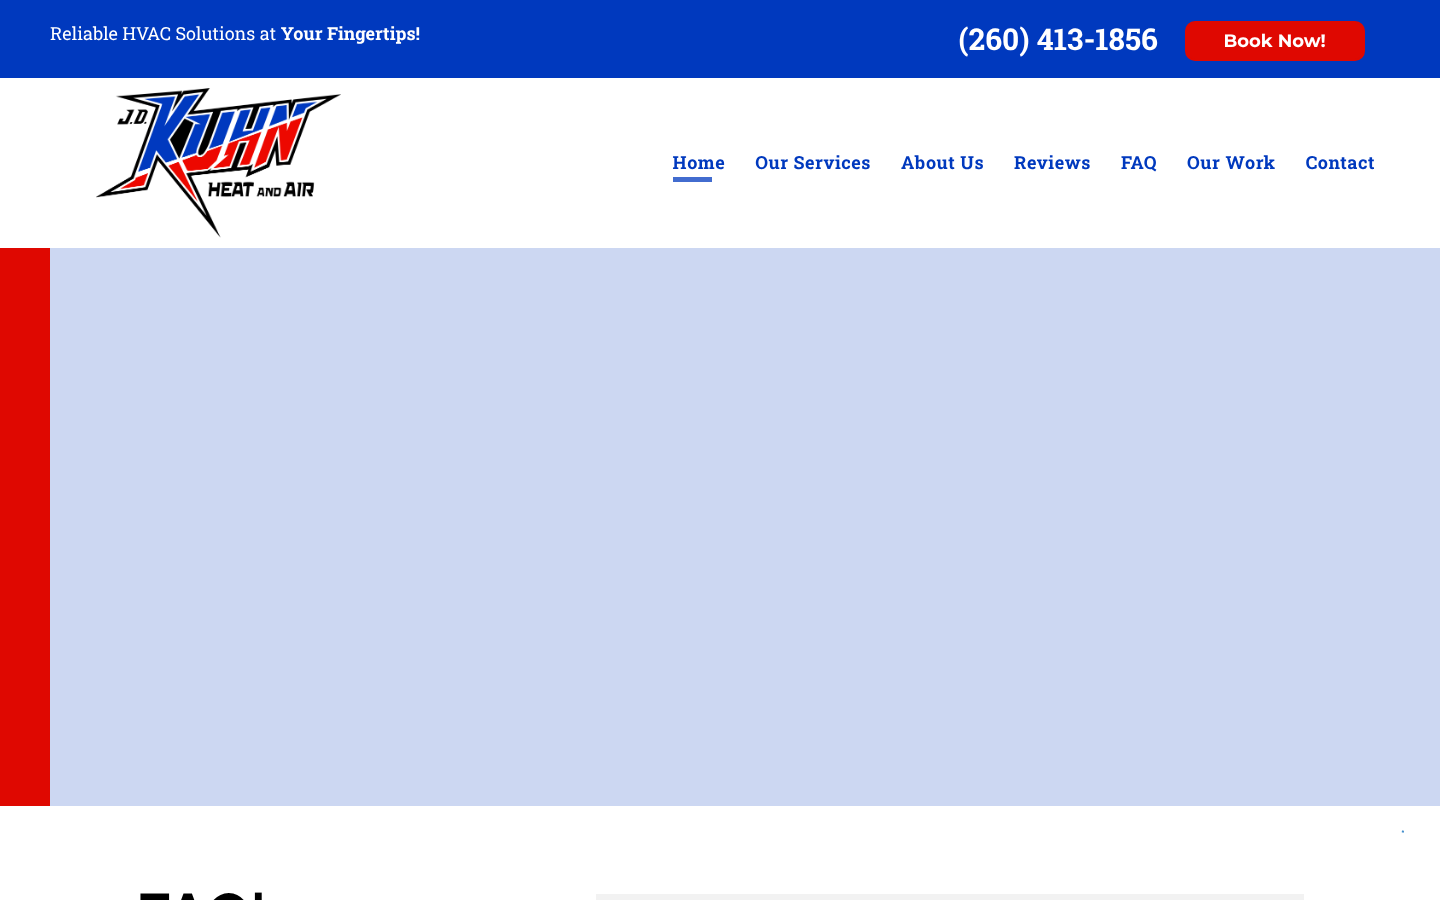 Reliable HVAC Solutions at Your Fingertips!
(260) 413-1856
Book Now!
J.D.
KUHN
HEAT AND AIR
Home
Our Services
About Us
Reviews
FAQ
Our Work
Contact